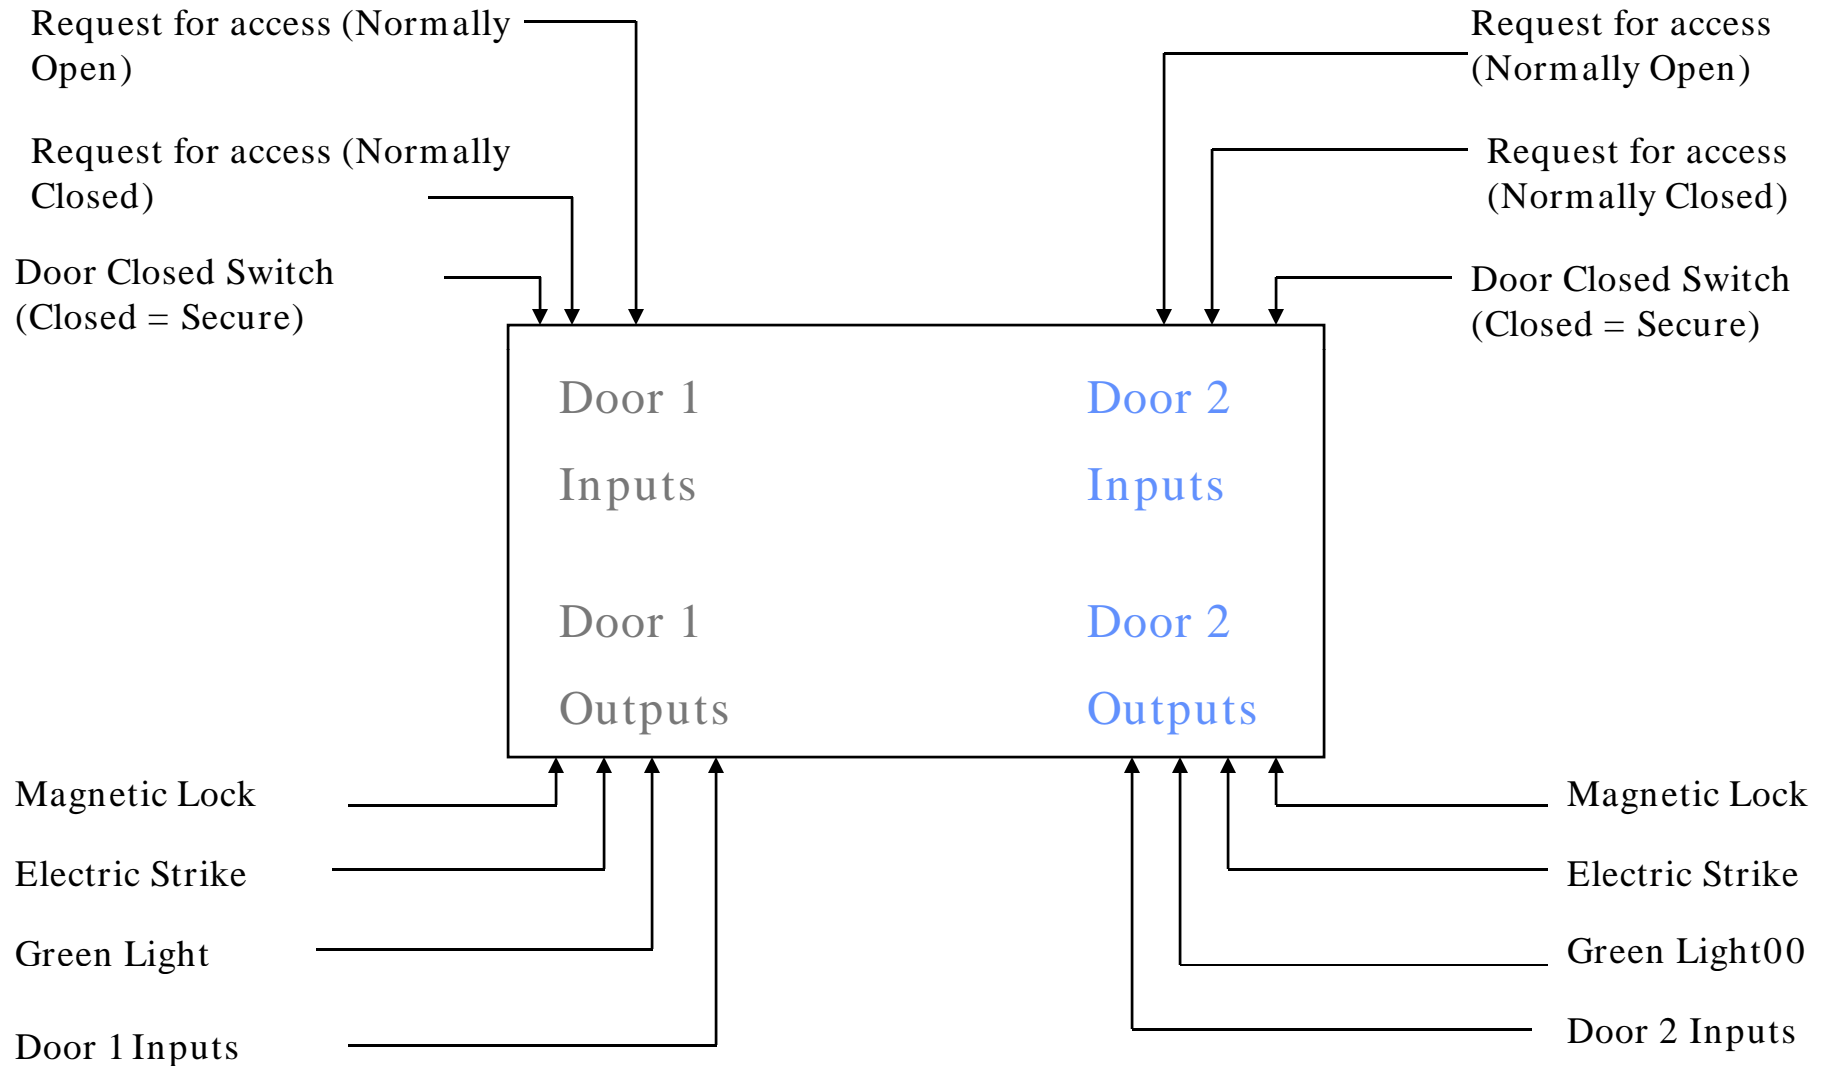 Request for access (Normally
Open)
Request for access
(Normally Open)
Request for access (Normally
Closed)
Request for access
(Normally Closed)
Door Closed Switch
(Closed = Secure)
Door Closed Switch
(Closed = Secure)
Door 1
Inputs
Door 2
Inputs
Door 1
Outputs
Door 2
Outputs
Magnetic Lock
Magnetic Lock
Electric Strike
Electric Strike
Green Light
Green Light00
Door 1 Inputs
Door 2 Inputs